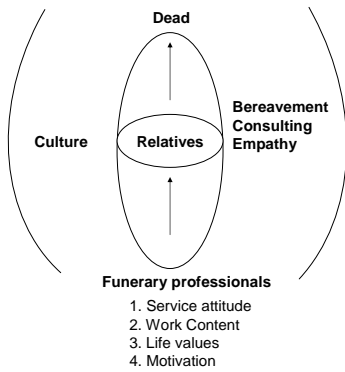 Dead
Bereavement
Consulting
Empathy
Culture
Relatives
Funerary professionals
1. Service attitude
2. Work Content
3. Life values
4. Motivation